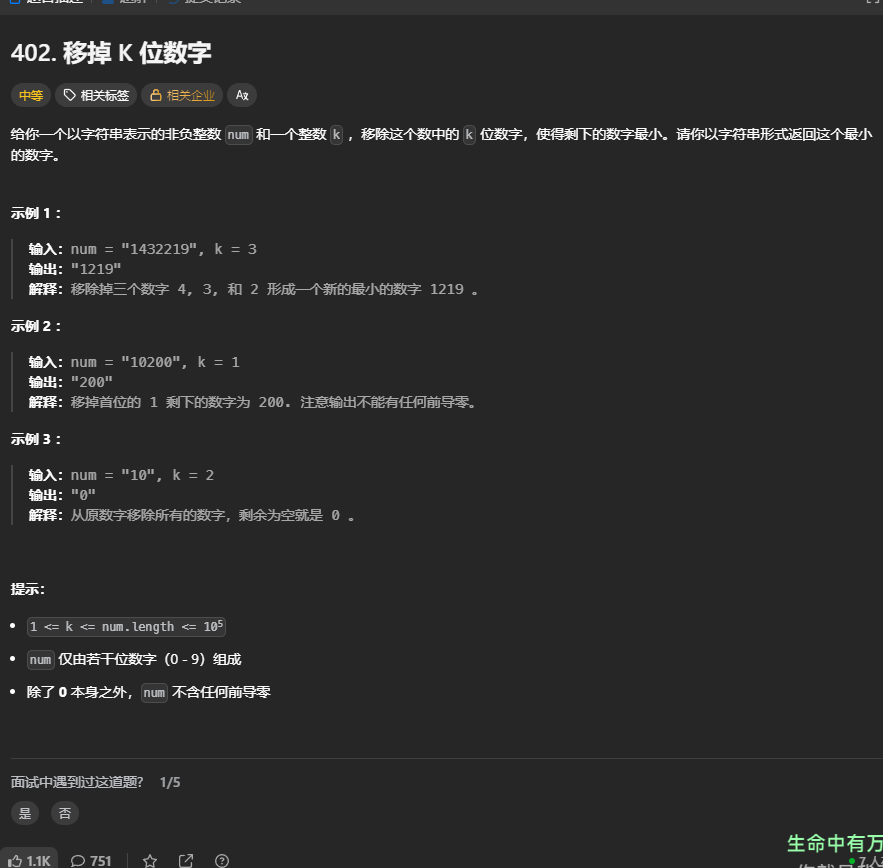 402. 移掉 K 位数字
中等 相关标签 相关企业 Ax
给你一个以字符串表示的非负整数 num 和一个整数 k ，移除这个数中的 k 位数字，使得剩下的数字最小。请你以字符串形式返回这个最小
的数字。
示例 1 ：
输入：num = "1432219", k = 3
输出："1219"
解释：移除掉三个数字 4, 3, 和 2 形成一个新的最小的数字 1219 。
示例 2 ：
输入：num = "10200", k = 1
输出："200"
解释：移掉首位的 1 剩下的数字为 200. 注意输出不能有任何前导零。
示例 3 ：
输入：num = "10", k = 2
输出："0"
解释：从原数字移除所有的数字，剩余为空就是 0 。
提示：
• 1 <= k <= num.length <= 10⁵
• num 仅由若干位数字（0 - 9）组成
• 除了 0 本身之外，num 不含任何前导零
面试中遇到过这道题? 1/5
是 否
生命中有万
1.1K 751